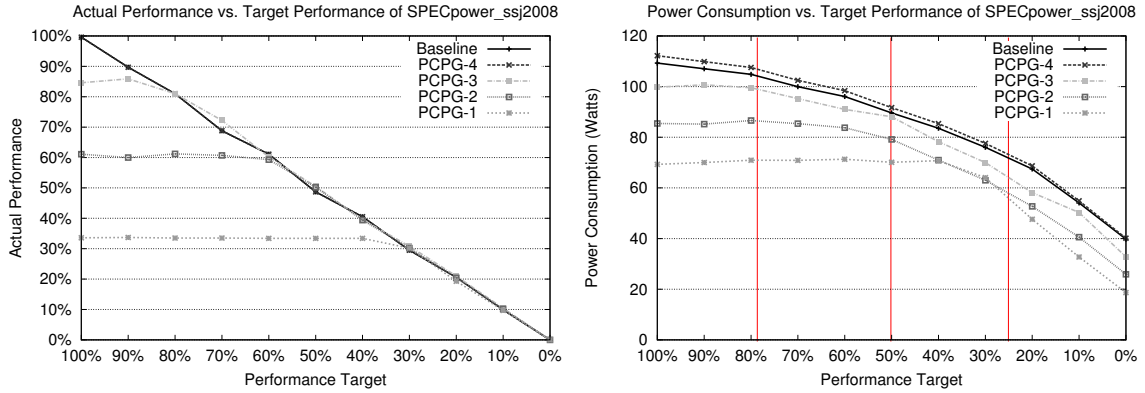 Actual Performance vs. Target Performance of SPECpower_ssj2008
100%
90%
80%
70%
60%
50%
40%
30%
20%
10%
0%
Actual Performance
Baseline
PCPG-4
PCPG-3
PCPG-2
PCPG-1
100% 90% 80% 70% 60% 50% 40% 30% 20% 10% 0%
Performance Target
Power Consumption vs. Target Performance of SPECpower_ssj2008
120
100
80
60
40
20
0
Power Consumption (Watts)
Baseline
PCPG-4
PCPG-3
PCPG-2
PCPG-1
100% 90% 80% 70% 60% 50% 40% 30% 20% 10% 0%
Performance Target